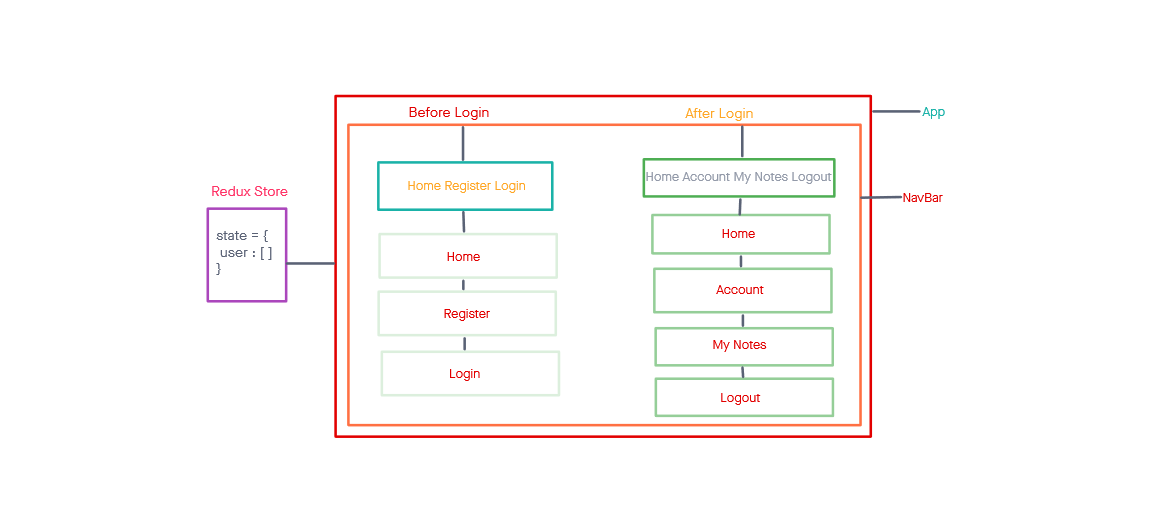 Before Login
After Login
App
Home Register Login
Home Account My Notes Logout
Redux Store
NavBar
state = {
user : [ ]
}
Home
Register
Login
Home
Account
My Notes
Logout